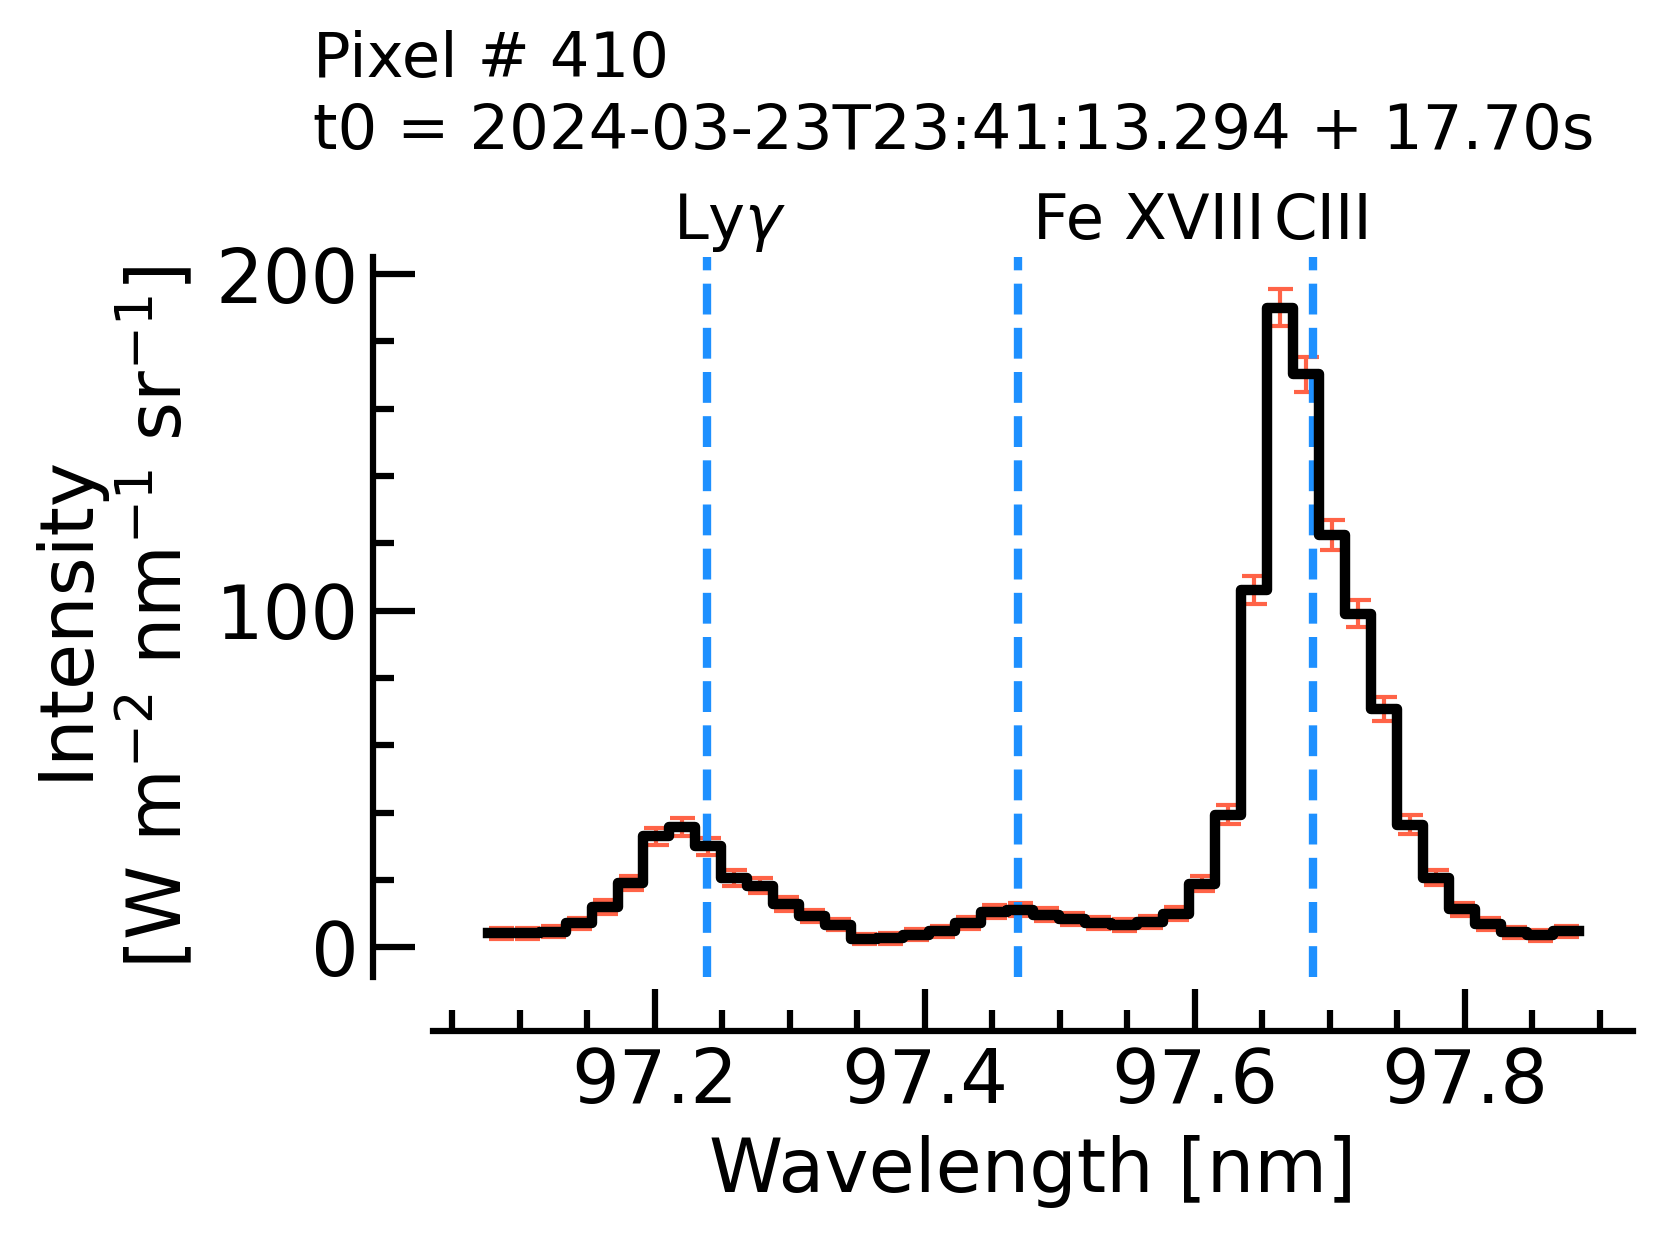 Pixel # 410
t0 = 2024-03-23T23:41:13.294 + 17.70s
Lyγ Fe XVIII CIII
Intensity
[W m⁻² nm⁻¹ sr⁻¹]
200
100
0
97.2 97.4 97.6 97.8
Wavelength [nm]